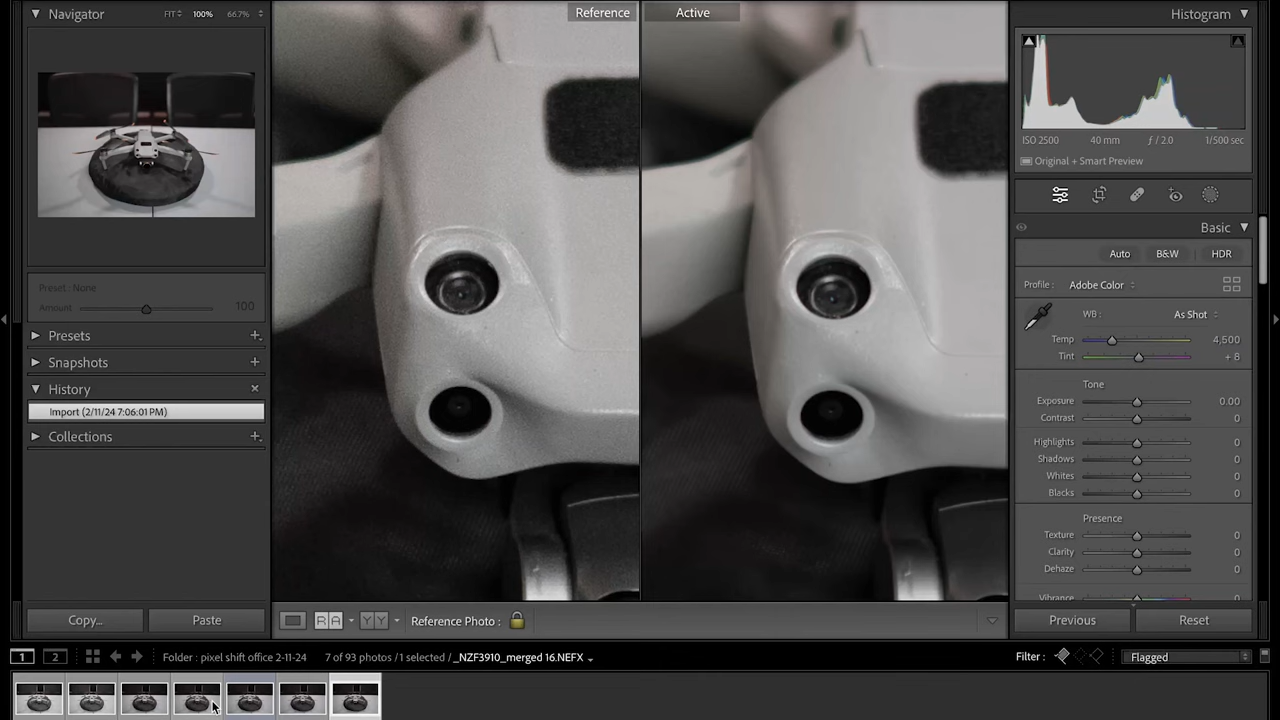 Navigator FIT 100% 66.7%
Preset : None
Amount 100
Presets
Snapshots
History
Import (2/11/24 7:06:01 PM)
Collections
Copy... Paste
Reference Active
Reference Photo :
Histogram
ISO 2500 40 mm ƒ / 2.0 1/500 sec
Original + Smart Preview
Basic
Auto B&W HDR
Profile : Adobe Color
WB : As Shot
Temp 4,500
Tint + 8
Tone
Exposure 0.00
Contrast 0
Highlights 0
Shadows 0
Whites 0
Blacks 0
Presence
Texture 0
Clarity 0
Dehaze 0
Vibrance
Previous Reset
1 2 Folder : pixel shift office 2-11-24 7 of 93 photos / 1 selected / _NZF3910_merged 16.NEFX Filter : Flagged